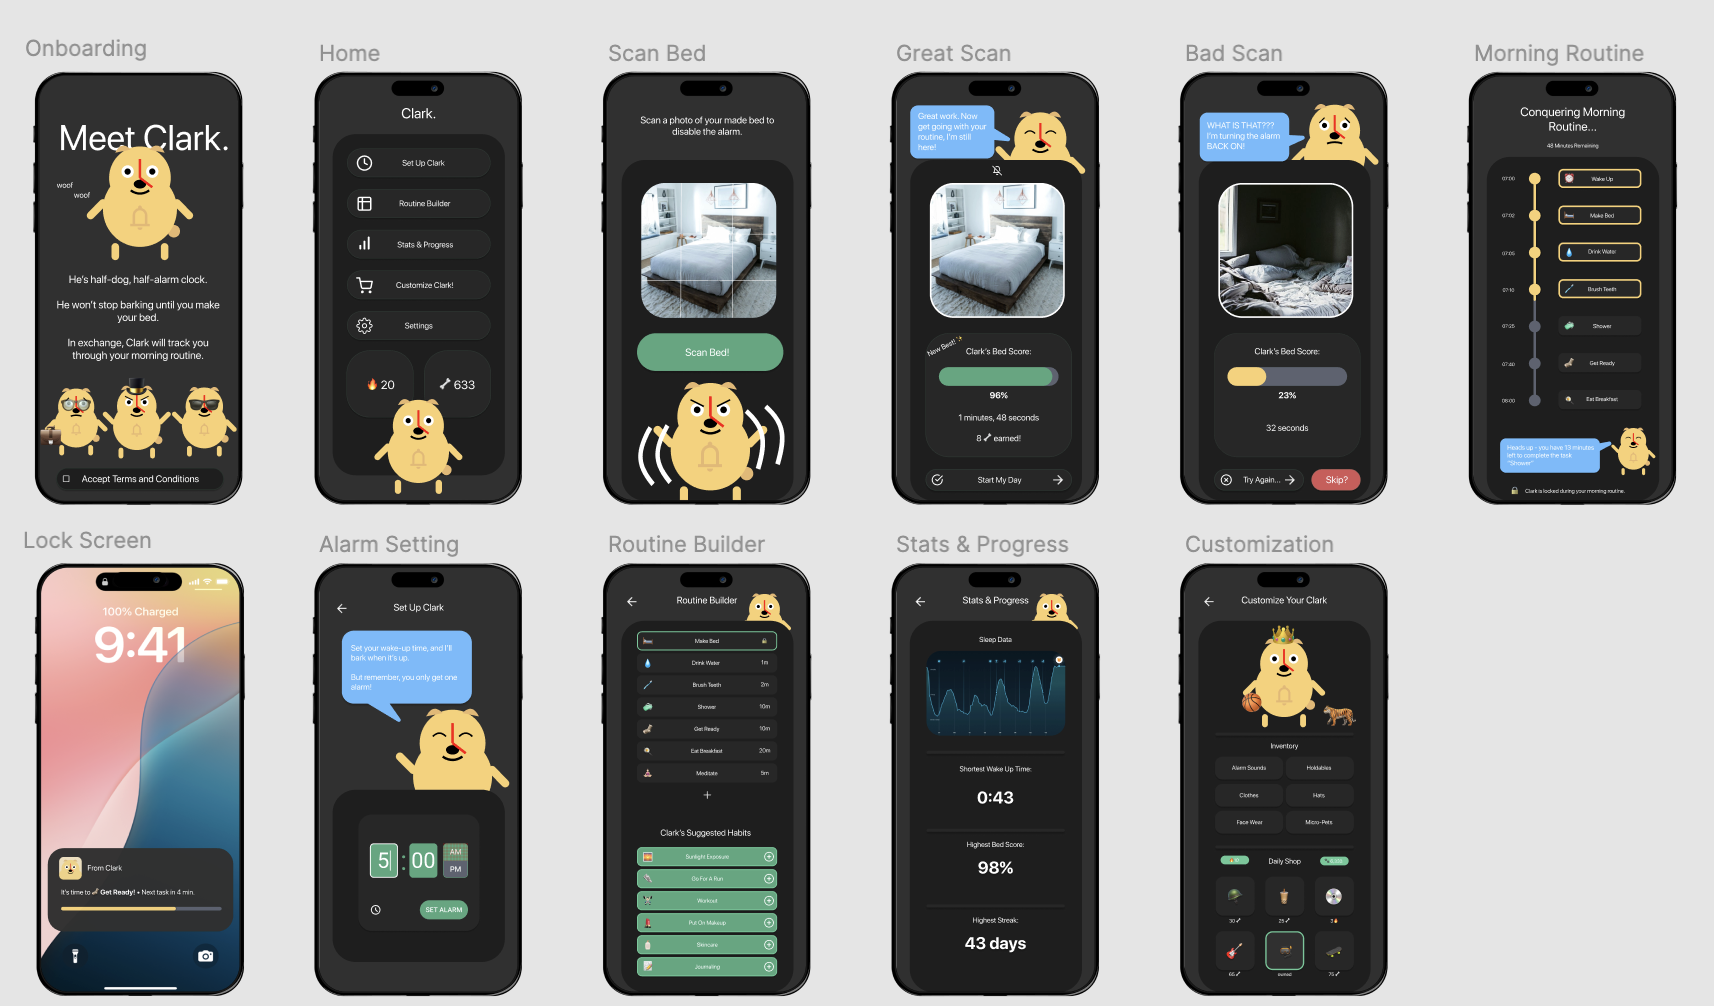 Onboarding
Meet Clark.
woof
woof
He's half-dog, half-alarm clock.
He won't stop barking until you make
your bed.
In exchange, Clark will track you
through your morning routine.
Accept Terms and Conditions
Home
Clark.
Set Up Clark
Routine Builder
Stats & Progress
Customize Clark!
Settings
20
633
Scan Bed
Scan a photo of your made bed to
disable the alarm.
Scan Bed!
Great Scan
Great work. Now
get going with your
routine, I'm still
here!
New Best!
Clark's Bed Score:
96%
1 minutes, 48 seconds
8 earned!
Start My Day
Bad Scan
WHAT IS THAT???
I'm turning the alarm
BACK ON!
Clark's Bed Score:
23%
32 seconds
Try Again...
Skip?
Morning Routine
Conquering Morning
Routine...
48 Minutes Remaining
07:00
Wake Up
07:02
Make Bed
07:05
Drink Water
07:10
Brush Teeth
07:25
Shower
07:40
Get Ready
08:00
Eat Breakfast
Heads up - you have 13 minutes
left to complete the task
"Shower"
Clark is locked during your morning routine.
Lock Screen
100% Charged
9:41
From Clark
It's time to Get Ready! • Next task in 4 min.
Alarm Setting
Set Up Clark
Set your wake-up time, and I'll
bark when it's up.
But remember, you only get one
alarm!
5 : 00
AM
PM
SET ALARM
Routine Builder
Routine Builder
Make Bed
Drink Water 1m
Brush Teeth 2m
Shower 10m
Get Ready 10m
Eat Breakfast 20m
Meditate 5m
Clark's Suggested Habits
Sunlight Exposure
Go For A Run
Workout
Put On Makeup
Skincare
Journaling
Stats & Progress
Stats & Progress
Sleep Data
Shortest Wake Up Time:
0:43
Highest Bed Score:
98%
Highest Streak:
43 days
Customization
Customize Your Clark
Inventory
Alarm Sounds
Holdables
Clothes
Hats
Face Wear
Micro-Pets
Daily Shop
30
25
3
65
owned
75